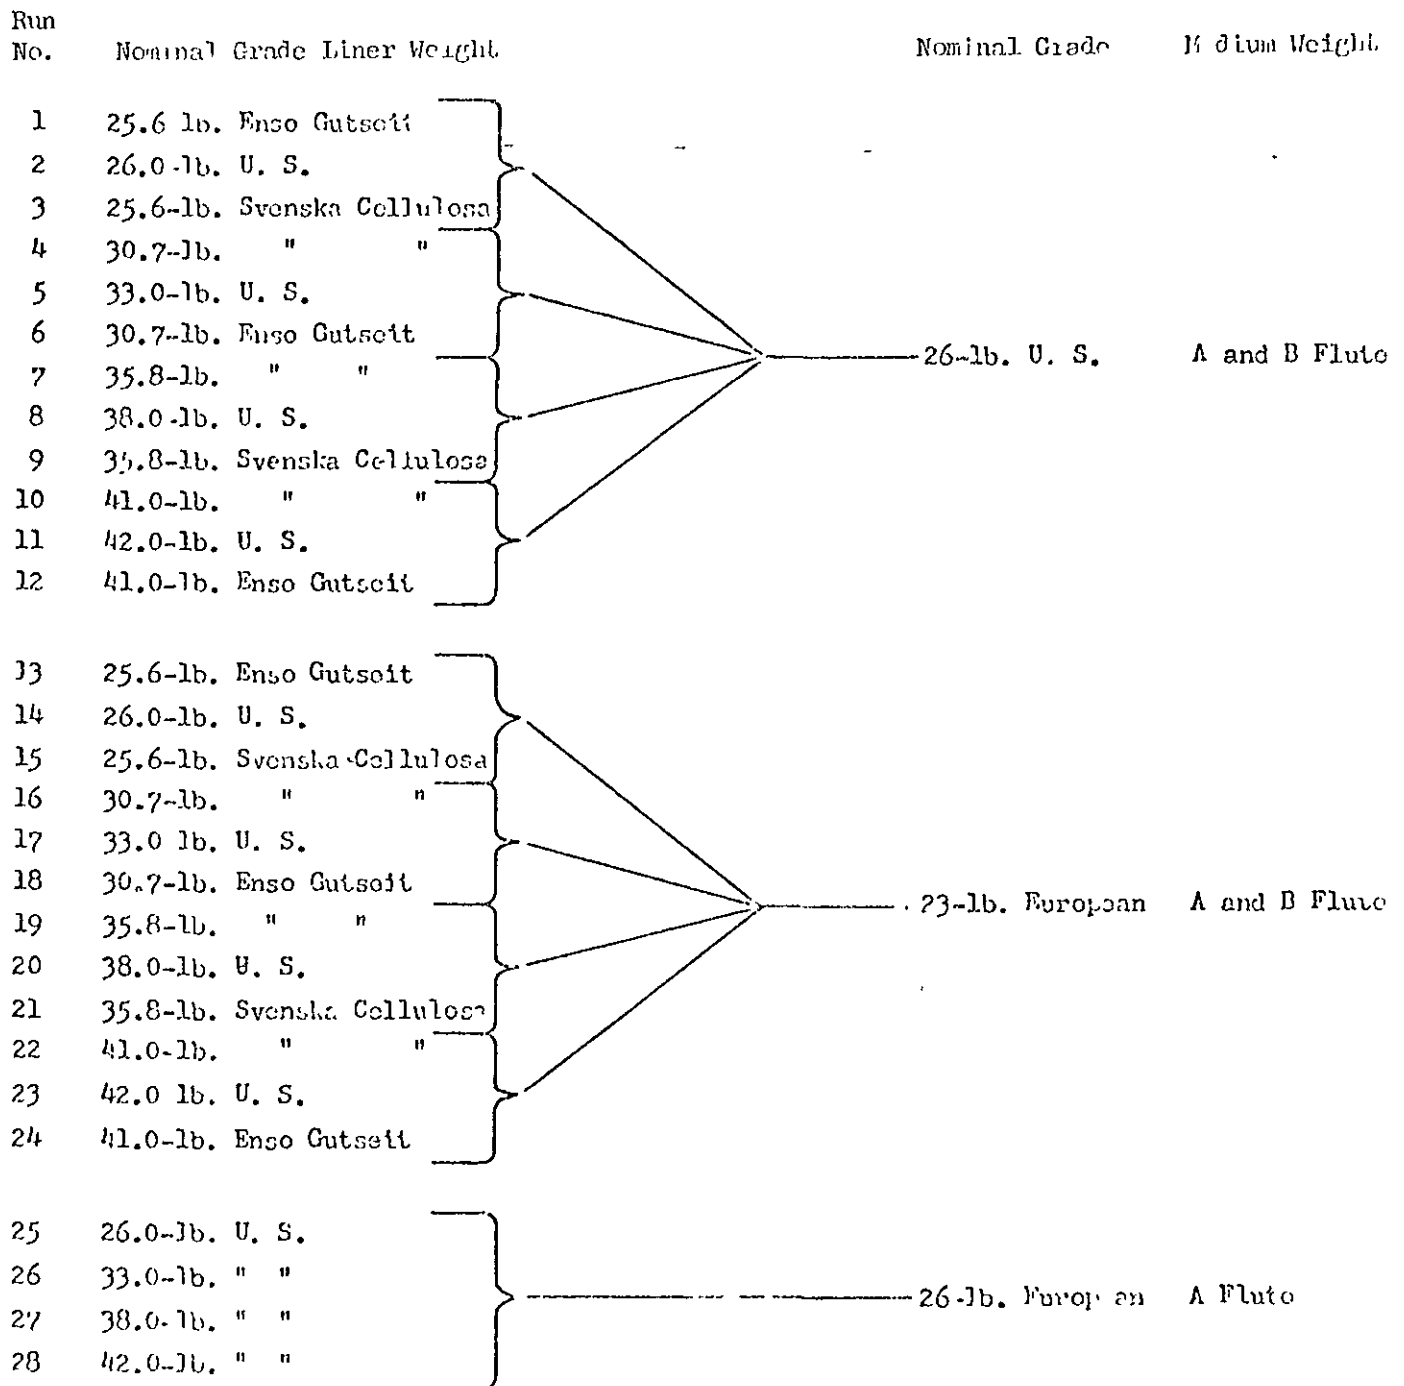 Run
No. Nominal Grade Liner Weight Nominal Grade Medium Weight
1 25.6 lb. Enso Gutseit
2 26.0-lb. U. S.
3 25.6-lb. Svenska Cellulosa
4 30.7-lb. " "
5 33.0-lb. U. S.
6 30.7-lb. Enso Gutseit
26-lb. U. S. A and B Flute
7 35.8-lb. " "
8 38.0-lb. U. S.
9 35.8-lb. Svenska Cellulosa
10 41.0-lb. " "
11 42.0-lb. U. S.
12 41.0-lb. Enso Gutseit
13 25.6-lb. Enso Gutseit
14 26.0-lb. U. S.
15 25.6-lb. Svenska Cellulosa
16 30.7-lb. " "
17 33.0 lb. U. S.
18 30.7-lb. Enso Gutseit
23-lb. European A and B Flute
19 35.8-lb. " "
20 38.0-lb. U. S.
21 35.8-lb. Svenska Cellulosa
22 41.0-lb. " "
23 42.0 lb. U. S.
24 41.0-lb. Enso Gutseit
25 26.0-lb. U. S.
26 33.0-lb. " "
26-lb. European A Flute
27 38.0-lb. " "
28 42.0-lb. " "